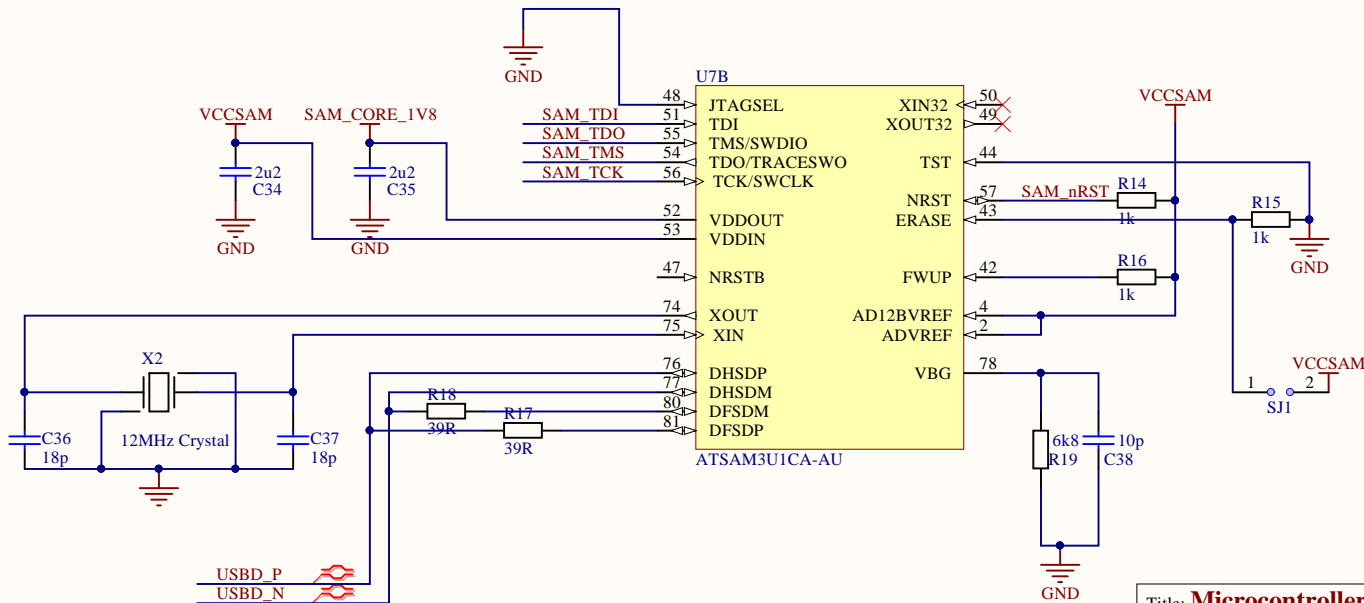 U7B
GND
VCCSAM
SAM_CORE_1V8
2u2
C34
2u2
C35
GND
GND
SAM_TDI
SAM_TDO
SAM_TMS
SAM_TCK
48 JTAGSEL
51 TDI
55 TMS/SWDIO
54 TDO/TRACESWO
56 TCK/SWCLK
52 VDDOUT
53 VDDIN
47 NRSTB
74 XOUT
75 XIN
76 DHSDP
77 DHSDM
80 DFSDM
81 DFSDP
XIN32 50
XOUT32 49
TST 44
NRST 57
ERASE 43
FWUP 42
AD12BVREF 4
ADVREF 2
VBG 78
ATSAM3U1CA-AU
VCCSAM
SAM_nRST
R14
1k
R15
1k
GND
R16
1k
VCCSAM
1 2
SJ1
6k8
R19
10p
C38
GND
X2
12MHz Crystal
C36
18p
C37
18p
R18
39R
R17
39R
USBD_P
USBD_N
Title: Microcontroller